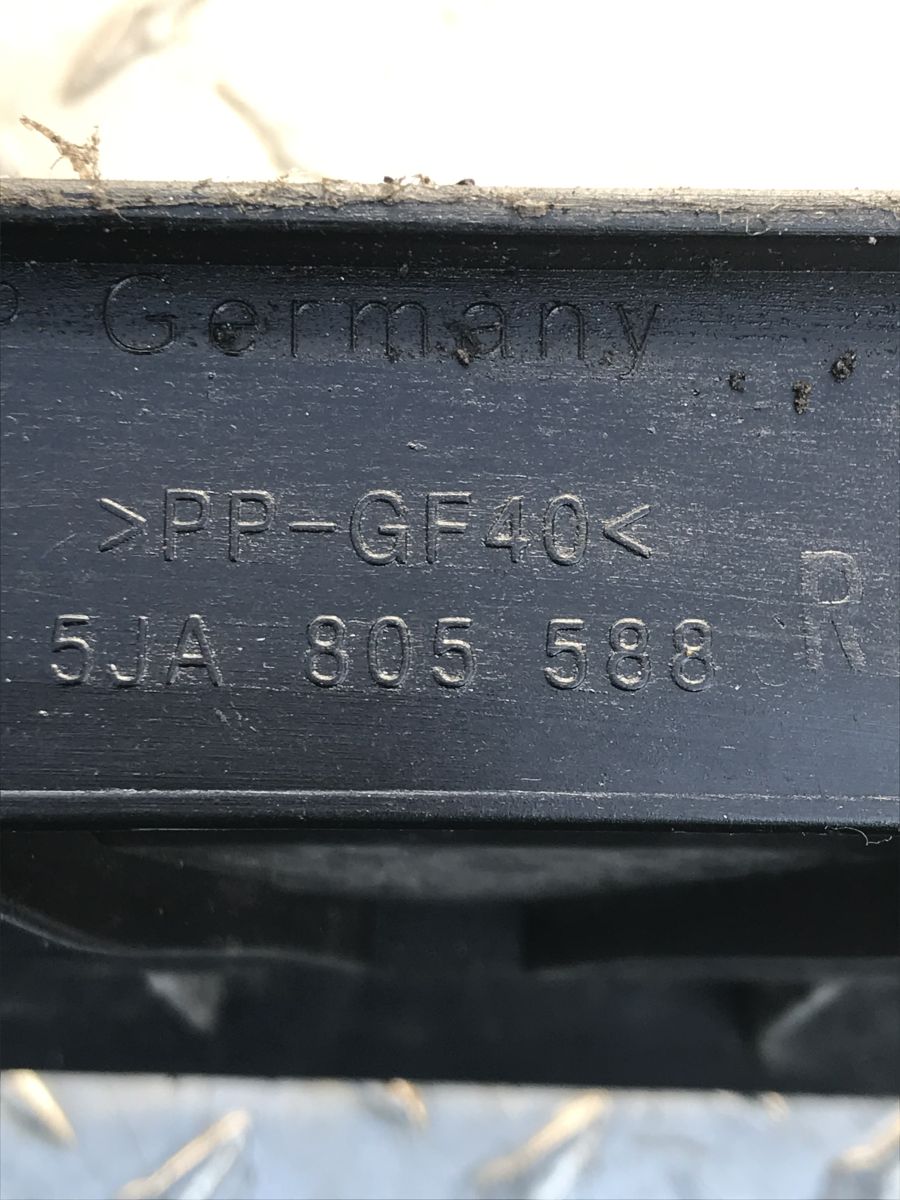 P Germany
>PP-GF40<
5JA 805 588
R